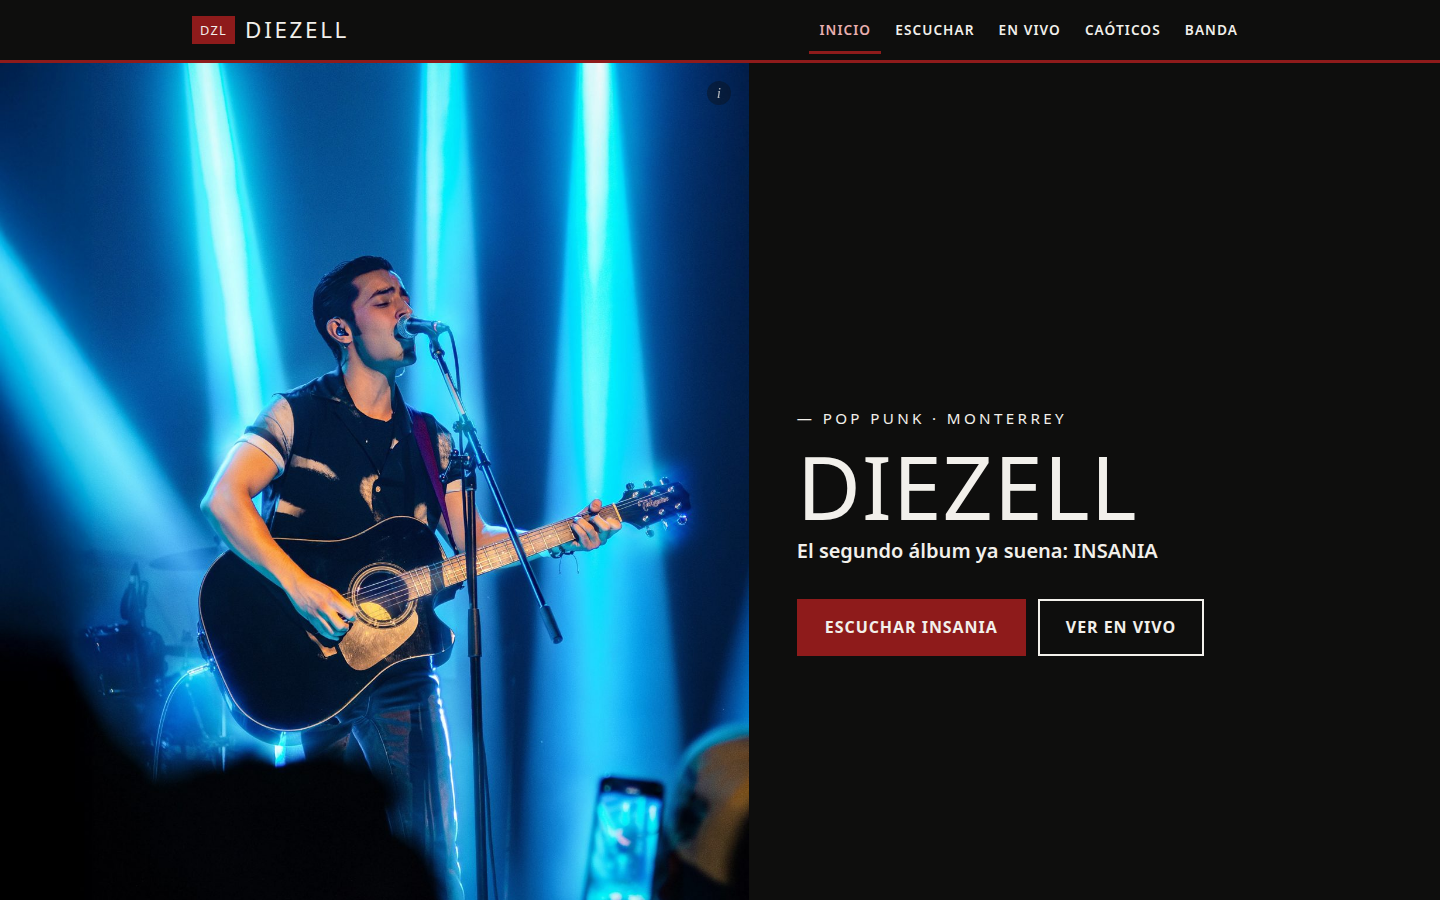 DZL DIEZELL INICIO ESCUCHAR EN VIVO CAÓTICOS BANDA
i
— POP PUNK · MONTERREY
DIEZELL
El segundo álbum ya suena: INSANIA
ESCUCHAR INSANIA VER EN VIVO